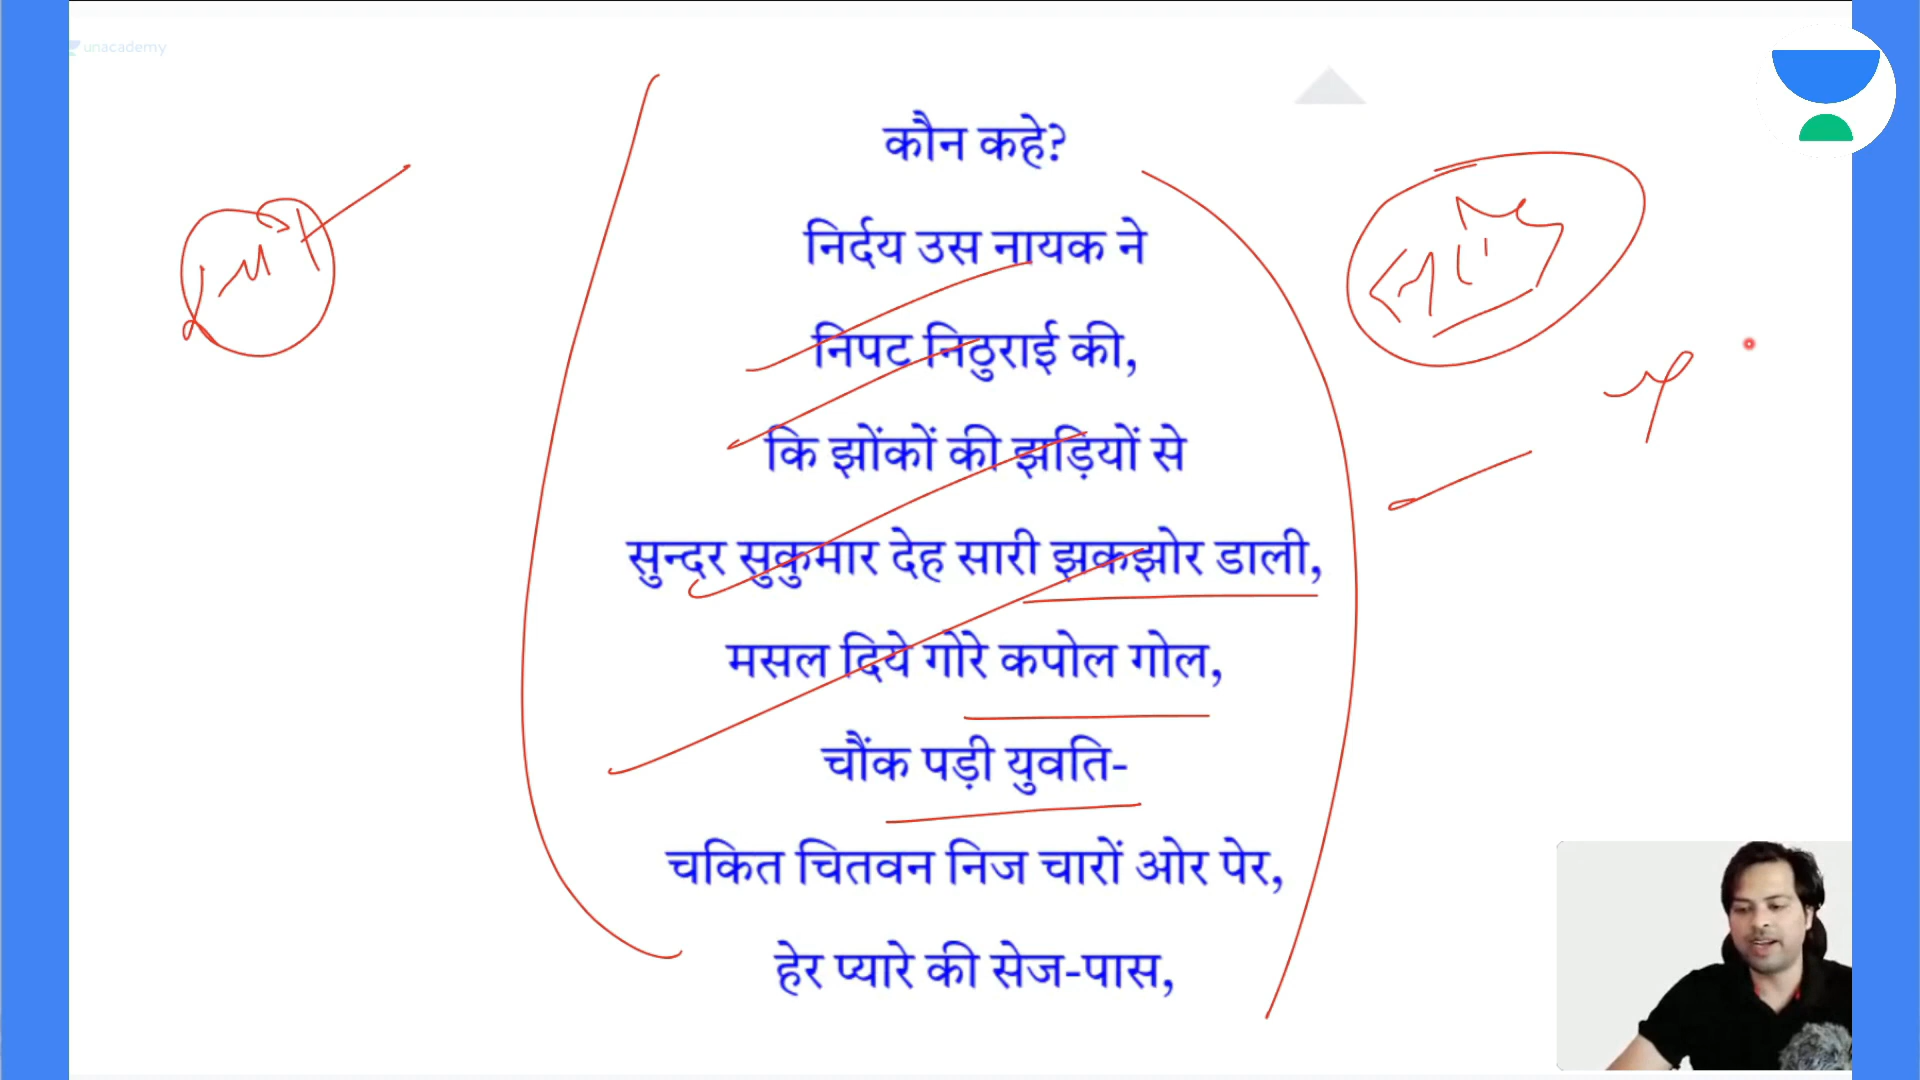 unacademy
कौन कहे?
निर्दय उस नायक ने
निपट निठुराई की,
कि झोंकों की झड़ियों से
सुन्दर सुकुमार देह सारी झकझोर डाली,
मसल दिये गोरे कपोल गोल,
चौंक पड़ी युवति-
चकित चितवन निज चारों ओर पेर,
हेर प्यारे की सेज-पास,